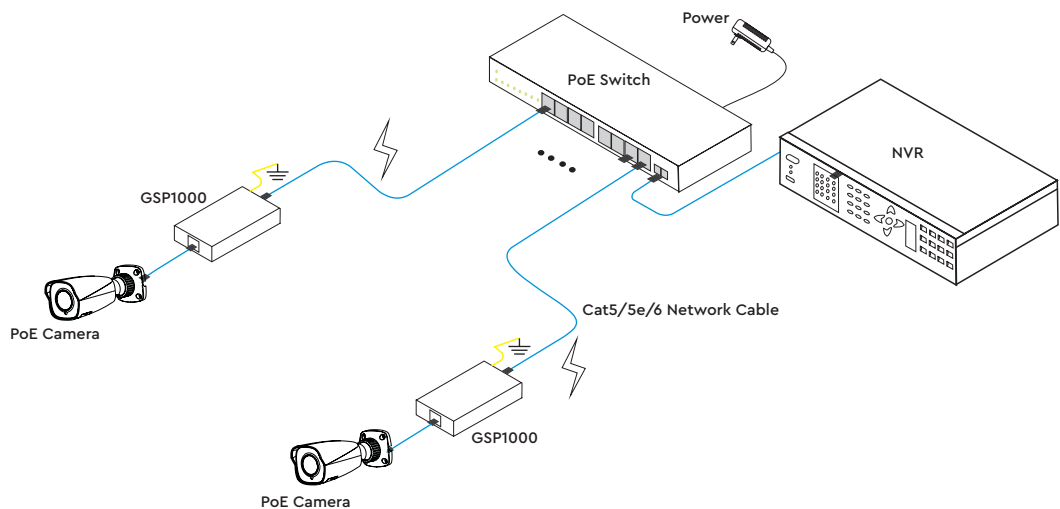 Power
PoE Switch
NVR
GSP1000
PoE Camera
Cat5/5e/6 Network Cable
GSP1000
PoE Camera